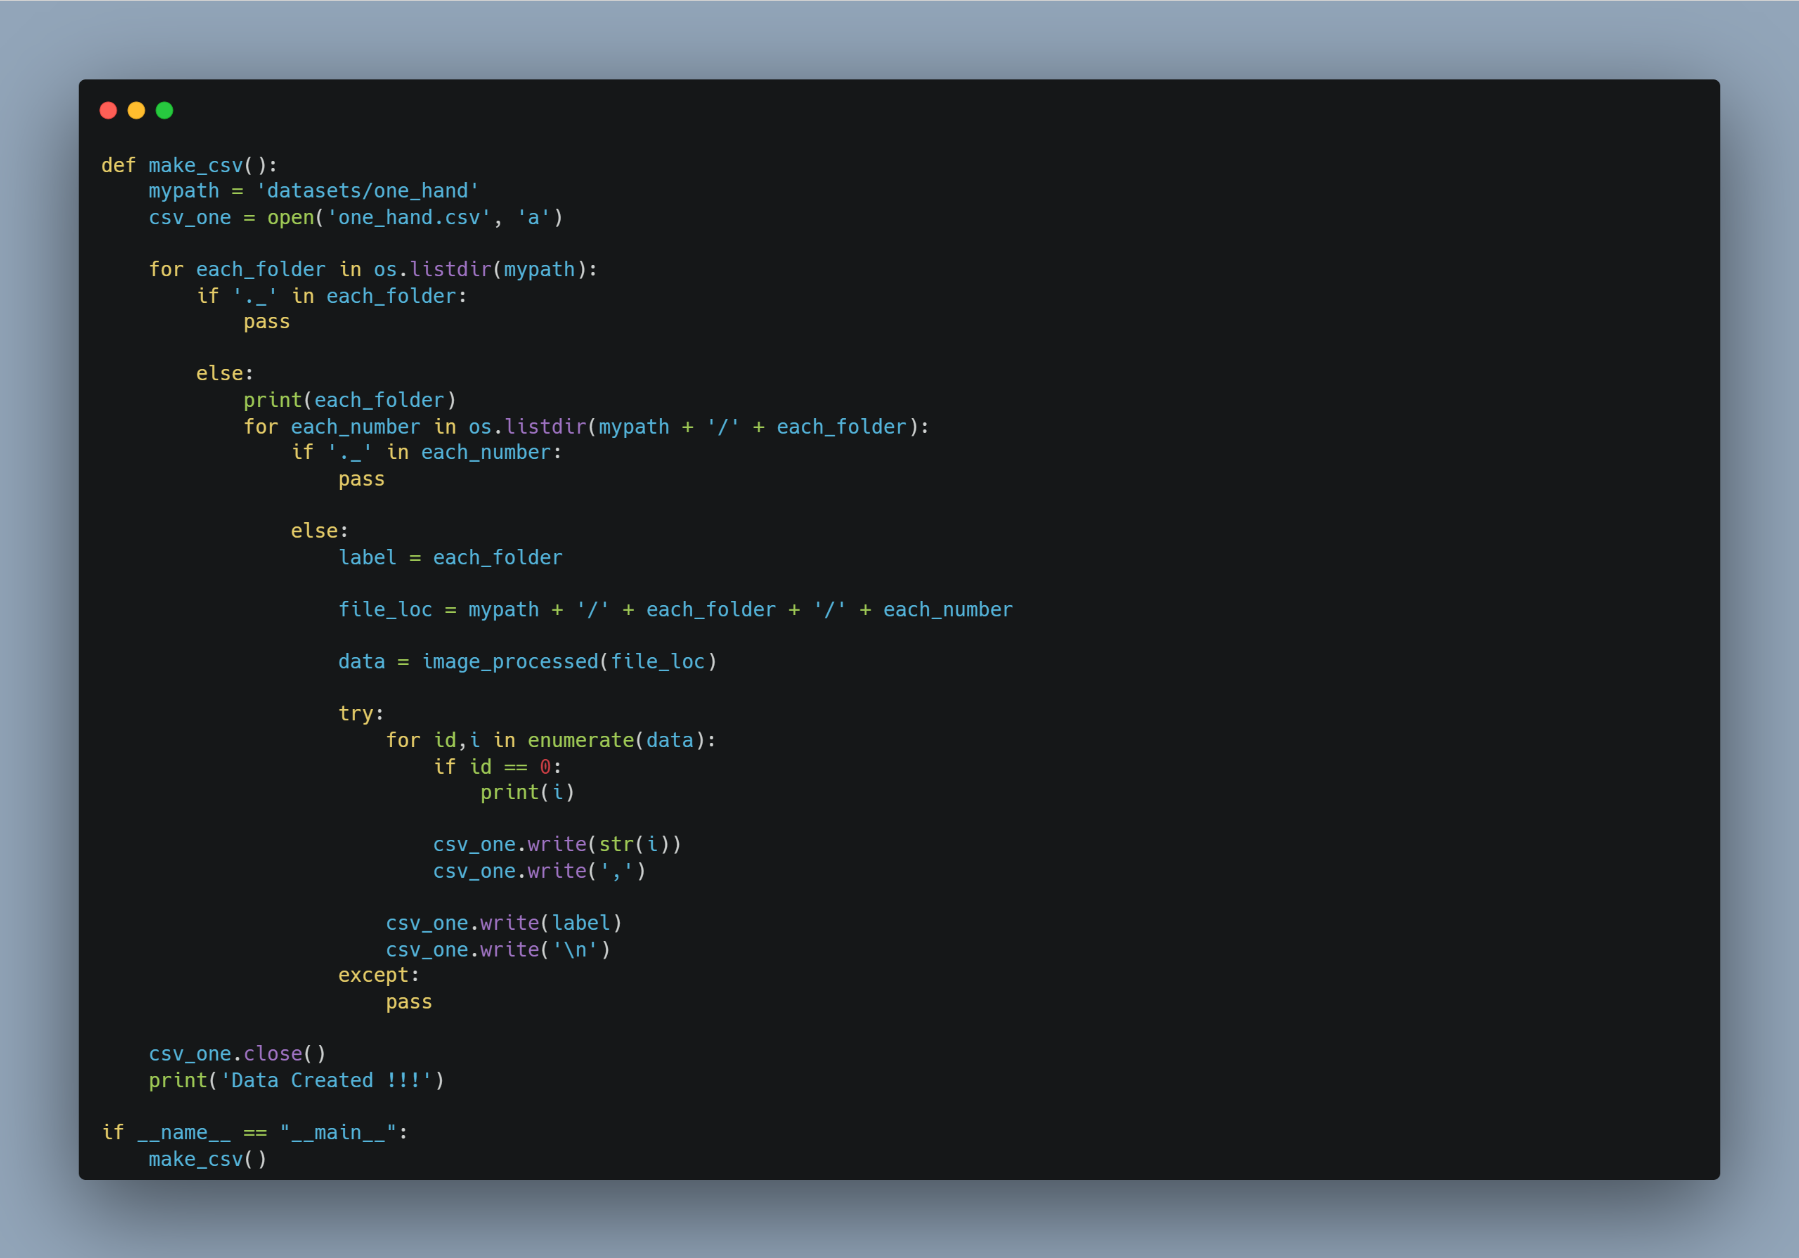 def make_csv():
    mypath = 'datasets/one_hand'
    csv_one = open('one_hand.csv', 'a')

    for each_folder in os.listdir(mypath):
        if '._' in each_folder:
            pass

        else:
            print(each_folder)
            for each_number in os.listdir(mypath + '/' + each_folder):
                if '._' in each_number:
                    pass

                else:
                    label = each_folder

                    file_loc = mypath + '/' + each_folder + '/' + each_number

                    data = image_processed(file_loc)

                    try:
                        for id,i in enumerate(data):
                            if id == 0:
                                print(i)

                            csv_one.write(str(i))
                            csv_one.write(',')

                        csv_one.write(label)
                        csv_one.write('\n')
                    except:
                        pass

    csv_one.close()
    print('Data Created !!!')

if __name__ == "__main__":
    make_csv()